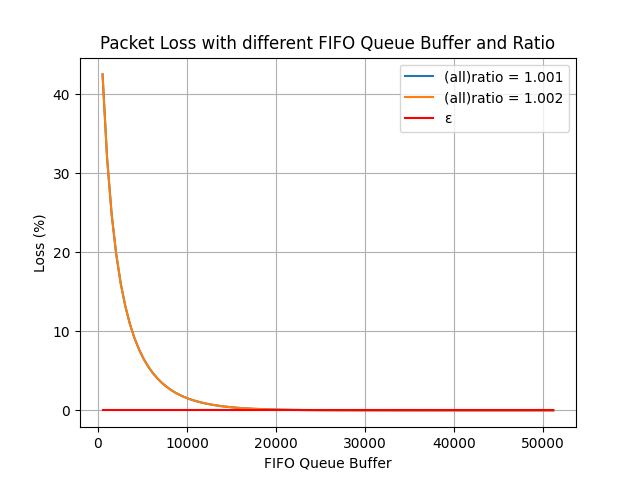 Packet Loss with different FIFO Queue Buffer and Ratio
(all)ratio = 1.001
(all)ratio = 1.002
ε
Loss (%)
40
30
20
10
0
0 10000 20000 30000 40000 50000
FIFO Queue Buffer